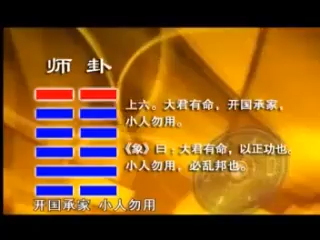 师 卦
上六。大君有命，开国承家，
小人勿用。
《象》曰：大君有命，以正功也。
小人勿用，必乱邦也。
开国承家 小人勿用